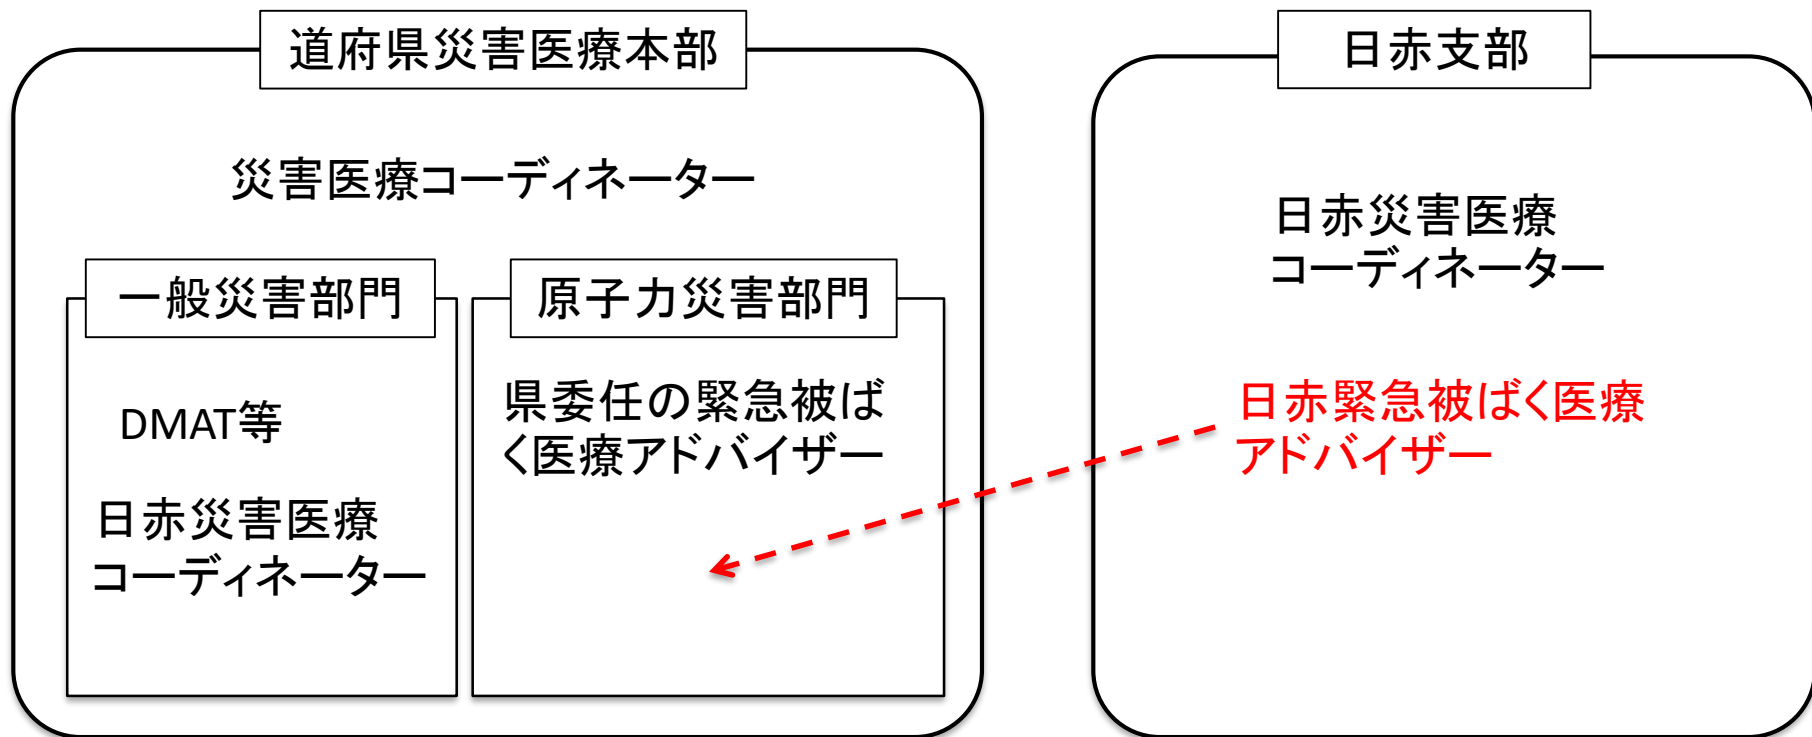 道府県災害医療本部
災害医療コーディネーター
一般災害部門
DMAT等
日赤災害医療
コーディネーター
原子力災害部門
県委任の緊急被ば
く医療アドバイザー
日赤支部
日赤災害医療
コーディネーター
日赤緊急被ばく医療
アドバイザー